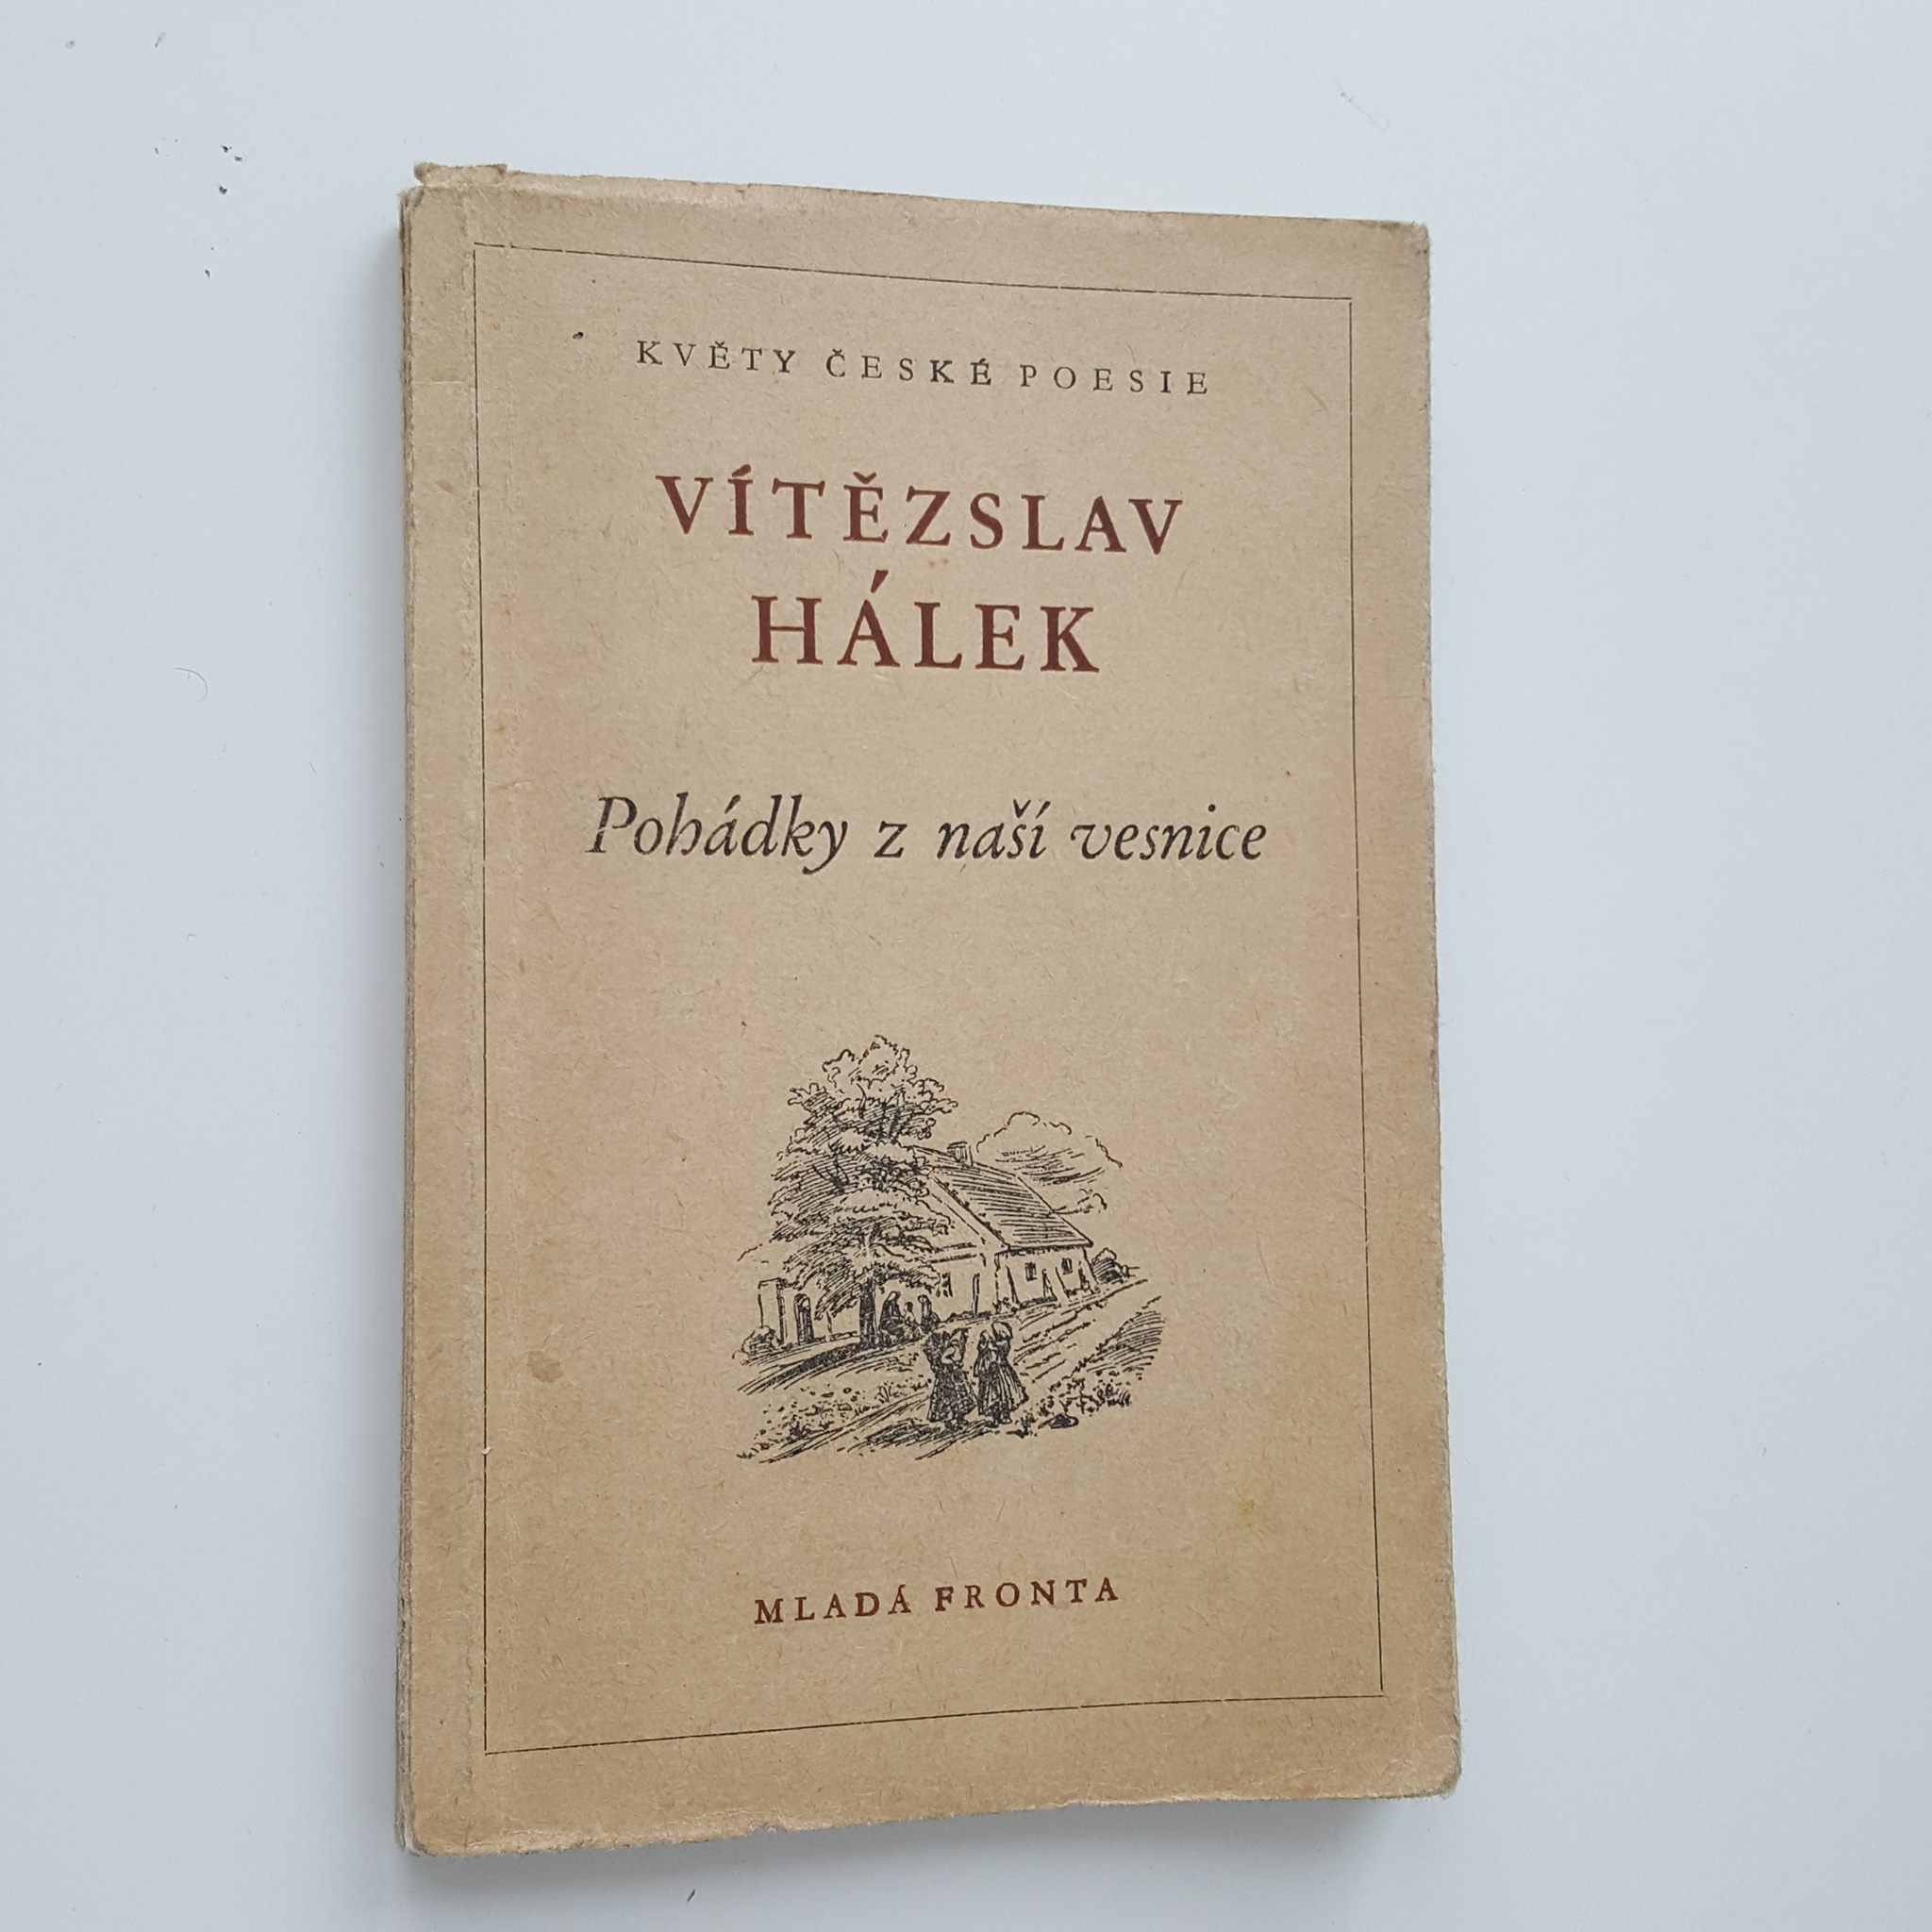 KVĚTY ČESKÉ POESIE
VÍTĚZSLAV
HÁLEK
Pohádky z naší vesnice
MLADÁ FRONTA